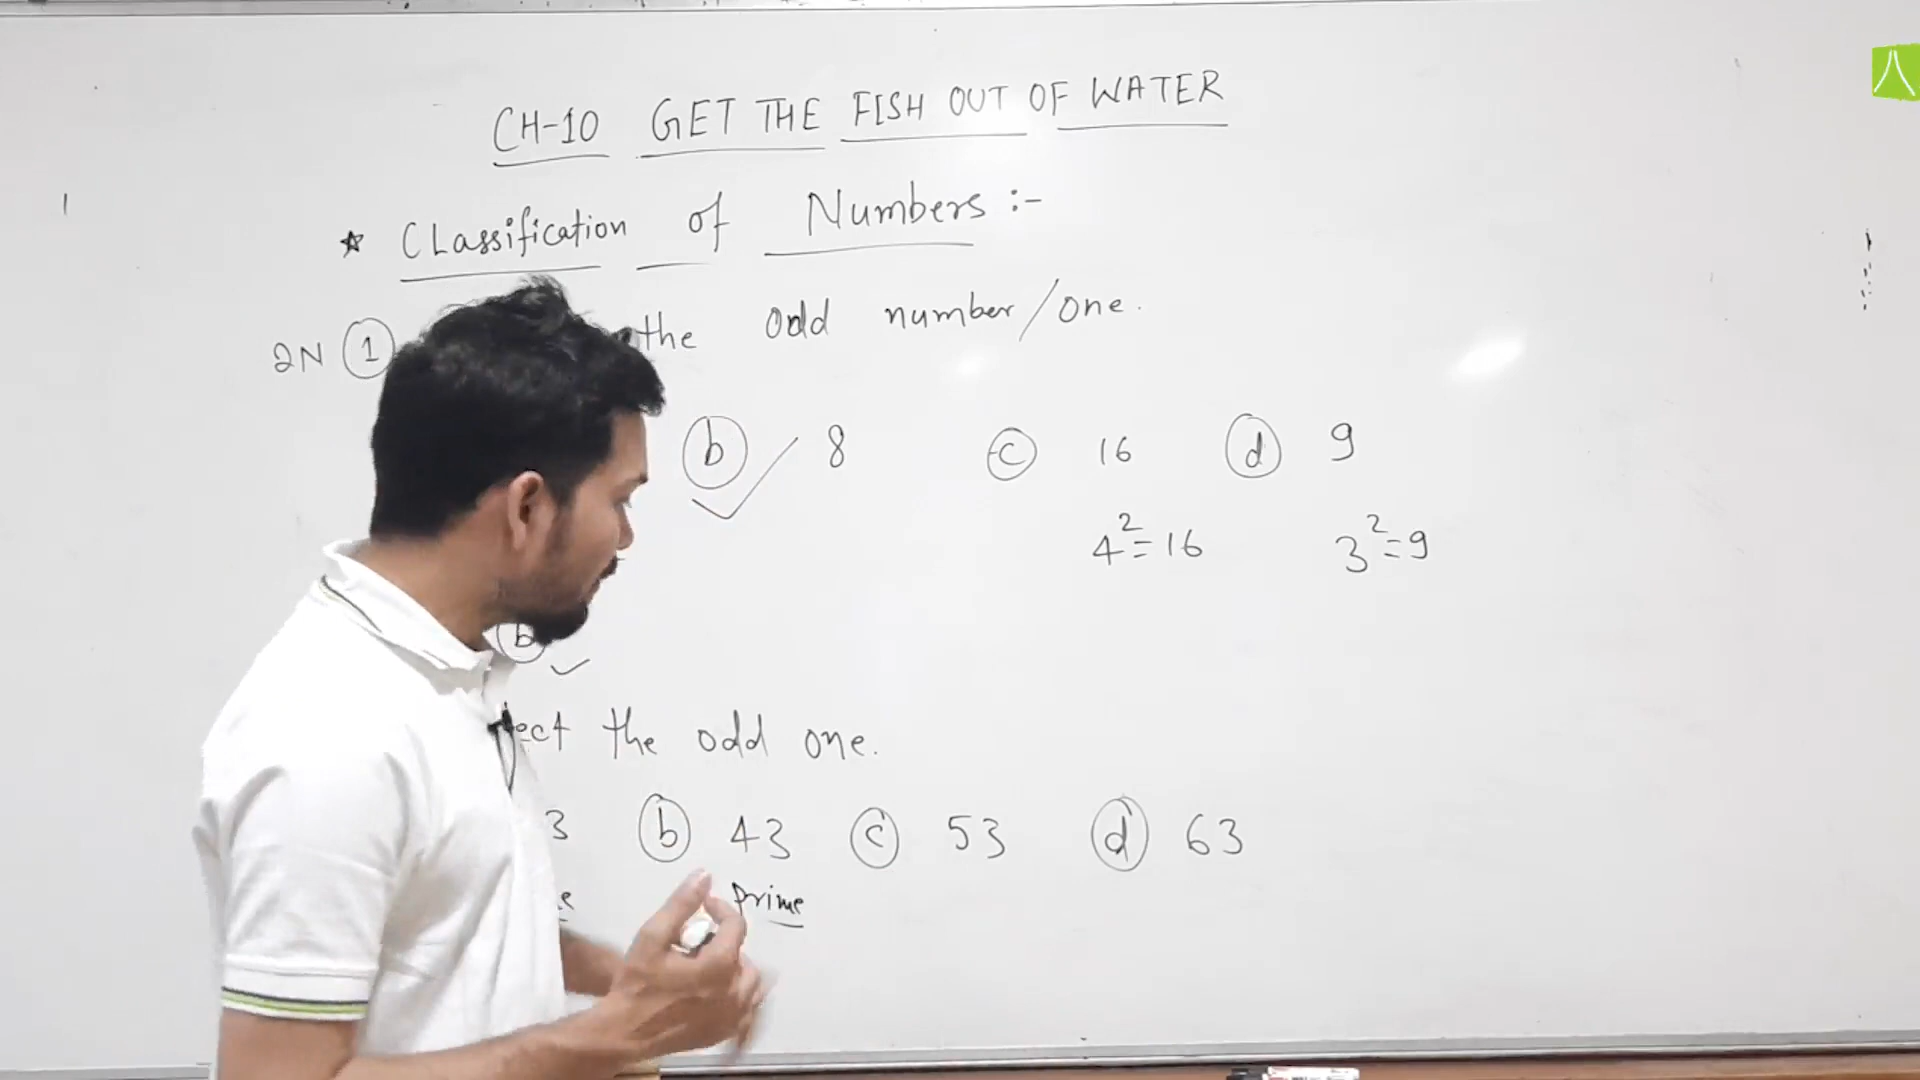 CH-10 GET THE FISH OUT OF WATER
* Classification of Numbers :-
2N 1 the odd number/one.
b 8 c 16 d 9
4²=16 3²=9
b
the odd one.
3 b 43 c 53 d 63
prime